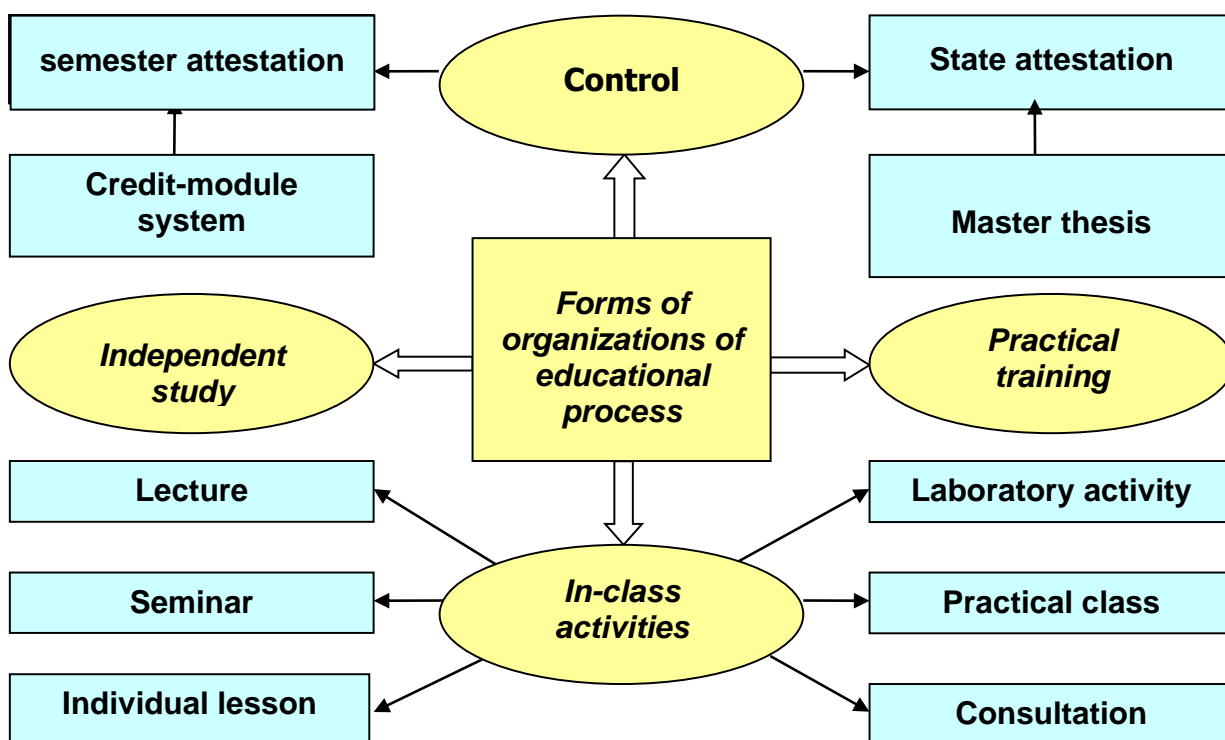 semester attestation
Control
State attestation
Credit-module
system
Master thesis
Forms of
organizations of
educational
process
Independent
study
Practical
training
Lecture
Laboratory activity
In-class
activities
Seminar
Practical class
Individual lesson
Consultation